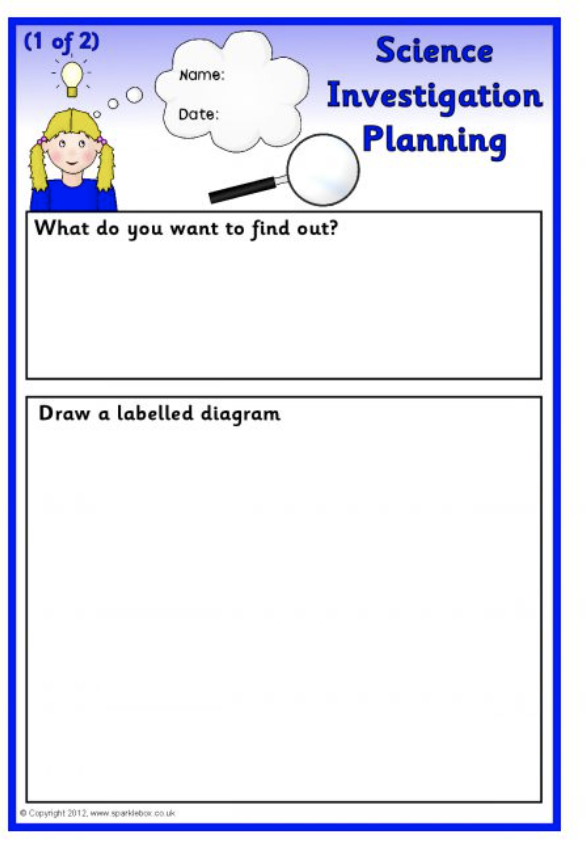 (1 of 2)
Name:
Date:
Science
Investigation
Planning
What do you want to find out?
Draw a labelled diagram
© Copyright 2012, www.sparklebox.co.uk